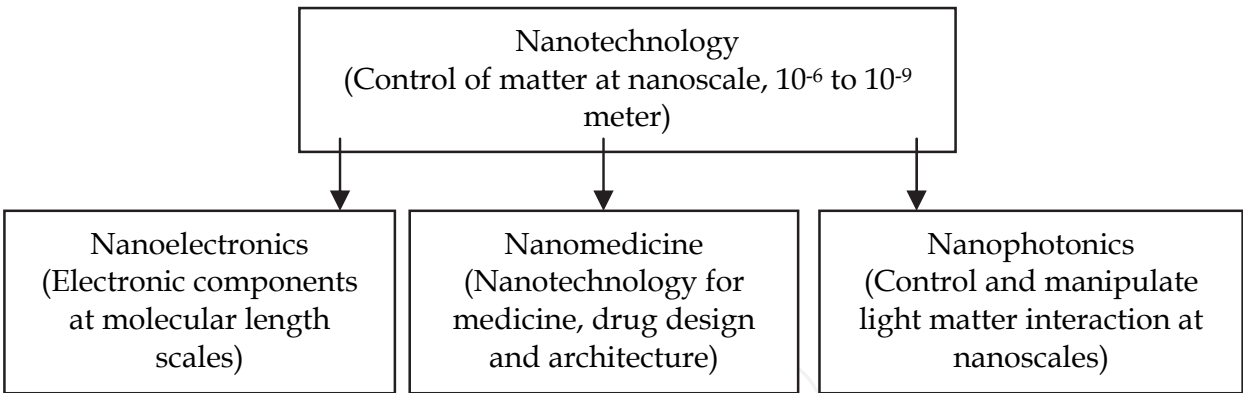 Nanotechnology
(Control of matter at nanoscale, 10⁻⁶ to 10⁻⁹
meter)
Nanoelectronics
(Electronic components
at molecular length
scales)
Nanomedicine
(Nanotechnology for
medicine, drug design
and architecture)
Nanophotonics
(Control and manipulate
light matter interaction at
nanoscales)